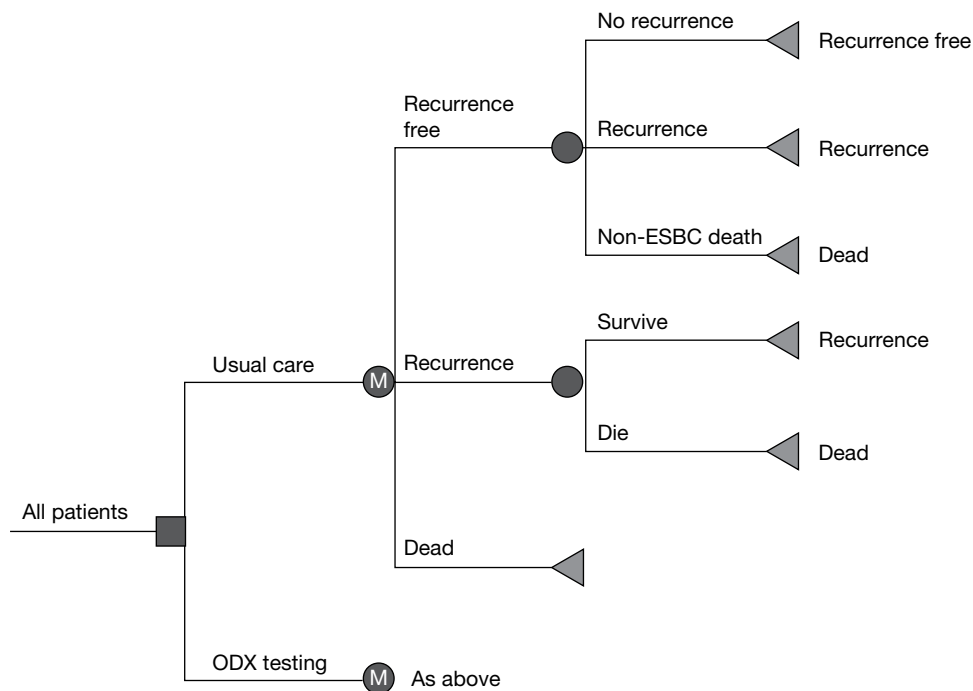 No recurrence
Recurrence free
Recurrence
free
Recurrence
Recurrence
Non-ESBC death
Dead
Survive
Recurrence
Usual care
M
Recurrence
Die
Dead
All patients
Dead
ODX testing
M
As above